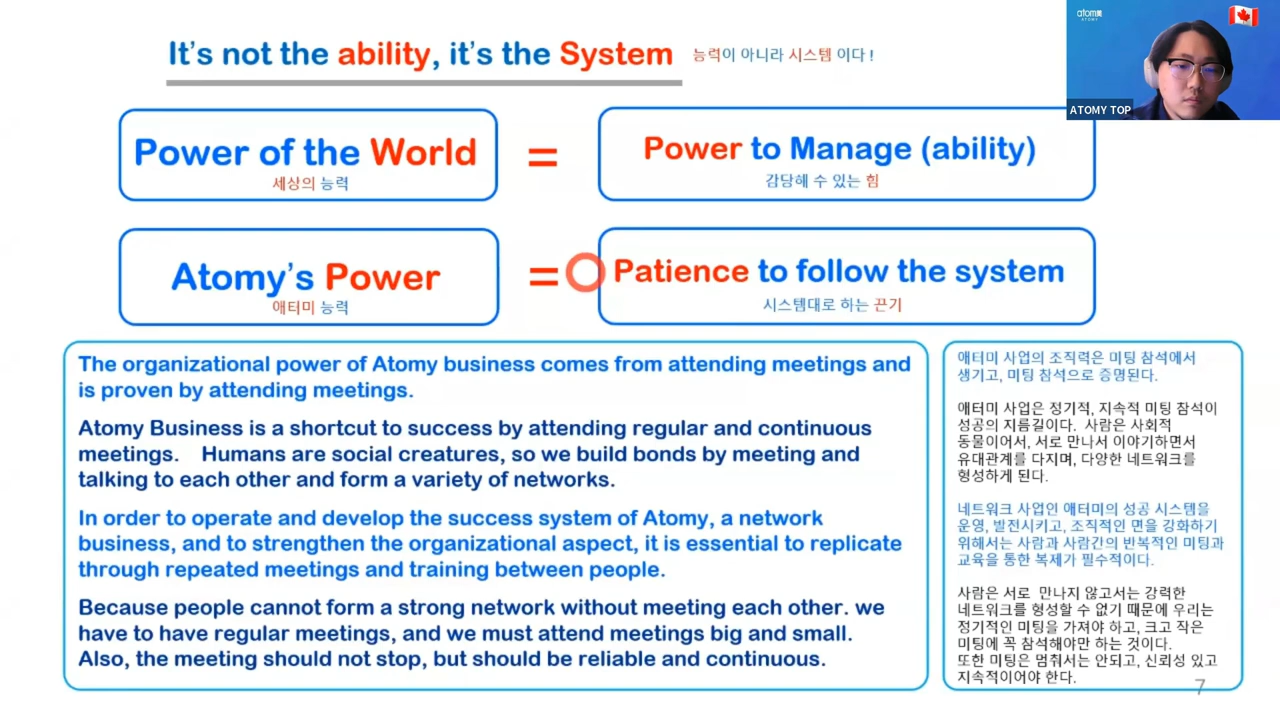 It's not the ability, it's the System
능력이 아니라 시스템 이다 !
atom美
ATOMY
ATOMY TOP
Power of the World
세상의 능력
=
Power to Manage (ability)
감당해 수 있는 힘
Atomy's Power
애터미 능력
=
Patience to follow the system
시스템대로 하는 끈기
The organizational power of Atomy business comes from attending meetings and
is proven by attending meetings.
Atomy Business is a shortcut to success by attending regular and continuous
meetings. Humans are social creatures, so we build bonds by meeting and
talking to each other and form a variety of networks.
In order to operate and develop the success system of Atomy, a network
business, and to strengthen the organizational aspect, it is essential to replicate
through repeated meetings and training between people.
Because people cannot form a strong network without meeting each other. we
have to have regular meetings, and we must attend meetings big and small.
Also, the meeting should not stop, but should be reliable and continuous.
애터미 사업의 조직력은 미팅 참석에서
생기고, 미팅 참석으로 증명된다.
애터미 사업은 정기적, 지속적 미팅 참석이
성공의 지름길이다. 사람은 사회적
동물이어서, 서로 만나서 이야기하면서
유대관계를 다지며, 다양한 네트워크를
형성하게 된다.
네트워크 사업인 애터미의 성공 시스템을
운영, 발전시키고, 조직적인 면을 강화하기
위해서는 사람과 사람간의 반복적인 미팅과
교육을 통한 복제가 필수적이다.
사람은 서로 만나지 않고서는 강력한
네트워크를 형성할 수 없기 때문에 우리는
정기적인 미팅을 가져야 하고, 크고 작은
미팅에 꼭 참석해야만 하는 것이다.
또한 미팅은 멈춰서는 안되고, 신뢰성 있고
지속적이어야 한다.
7